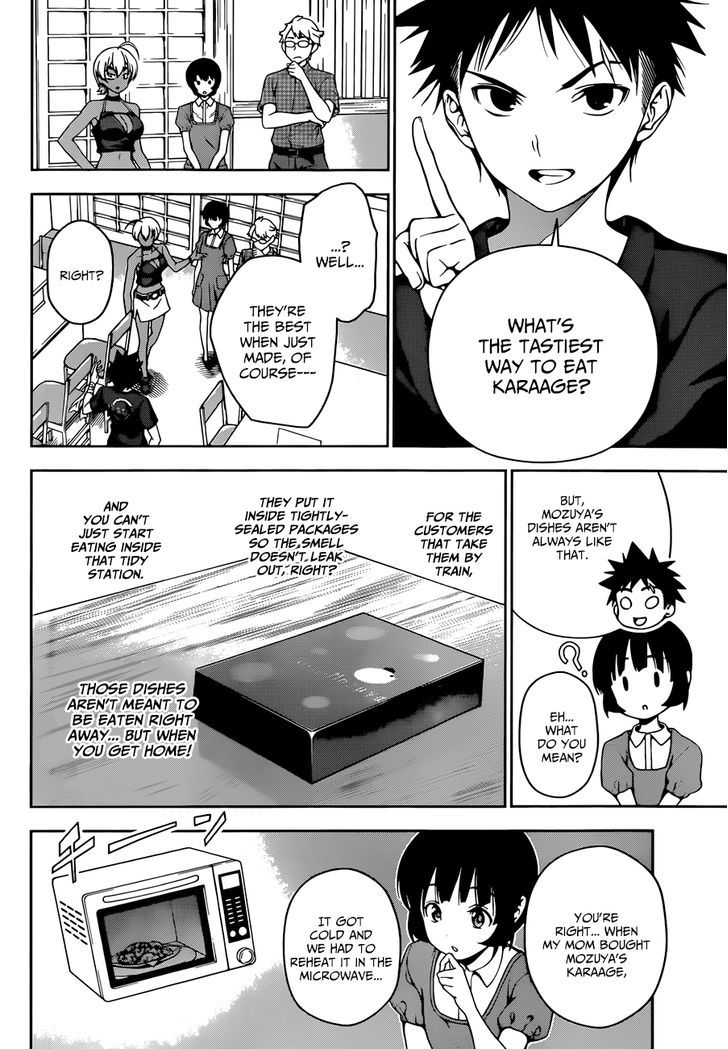 WHAT'S
THE TASTIEST
WAY TO EAT
KARAAGE?
...?
WELL...
THEY'RE
THE BEST
WHEN JUST
MADE, OF
COURSE---
RIGHT?
BUT,
MOZUYA'S
DISHES AREN'T
ALWAYS LIKE
THAT.
?
EH...
WHAT DO YOU
MEAN?
FOR THE
CUSTOMERS
THAT TAKE
THEM BY
TRAIN,
THEY PUT IT
INSIDE TIGHTLY-
SEALED PACKAGES
SO THE SMELL
DOESN'T LEAK
OUT, RIGHT?
AND
YOU CAN'T
JUST START
EATING INSIDE
THAT TIDY
STATION.
THOSE DISHES
AREN'T MEANT TO
BE EATEN RIGHT
AWAY... BUT WHEN
YOU GET HOME!
YOU'RE
RIGHT... WHEN
MY MOM BOUGHT
MOZUYA'S
KARAAGE,
IT GOT
COLD AND
WE HAD TO
REHEAT IT IN THE
MICROWAVE...
チーン